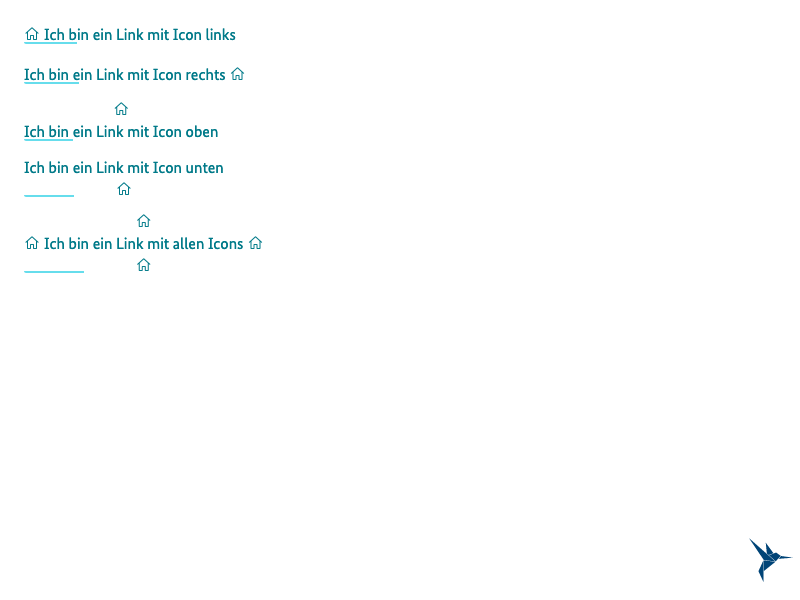 Ich bin ein Link mit Icon links
Ich bin ein Link mit Icon rechts
Ich bin ein Link mit Icon oben
Ich bin ein Link mit Icon unten
Ich bin ein Link mit allen Icons